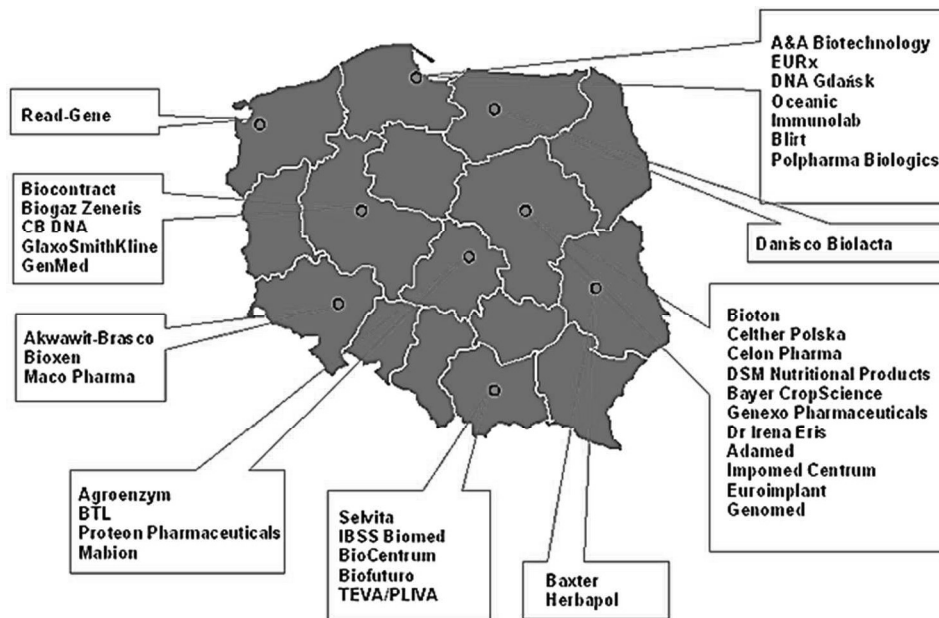 A&A Biotechnology
EURx
DNA Gdańsk
Oceanic
Immunolab
Blirt
Polpharma Biologics
Read-Gene
Biocontract
Biogaz Zeneris
CB DNA
GlaxoSmithKline
GenMed
Danisco Biolacta
Akwawit-Brasco
Bioxen
Maco Pharma
Bioton
Celther Polska
Celon Pharma
DSM Nutritional Products
Bayer CropScience
Genexo Pharmaceuticals
Dr Irena Eris
Adamed
Impomed Centrum
Euroimplant
Genomed
Agroenzym
BTL
Proteon Pharmaceuticals
Mabion
Selvita
IBSS Biomed
BioCentrum
Biofuturo
TEVA/PLIVA
Baxter
Herbapol